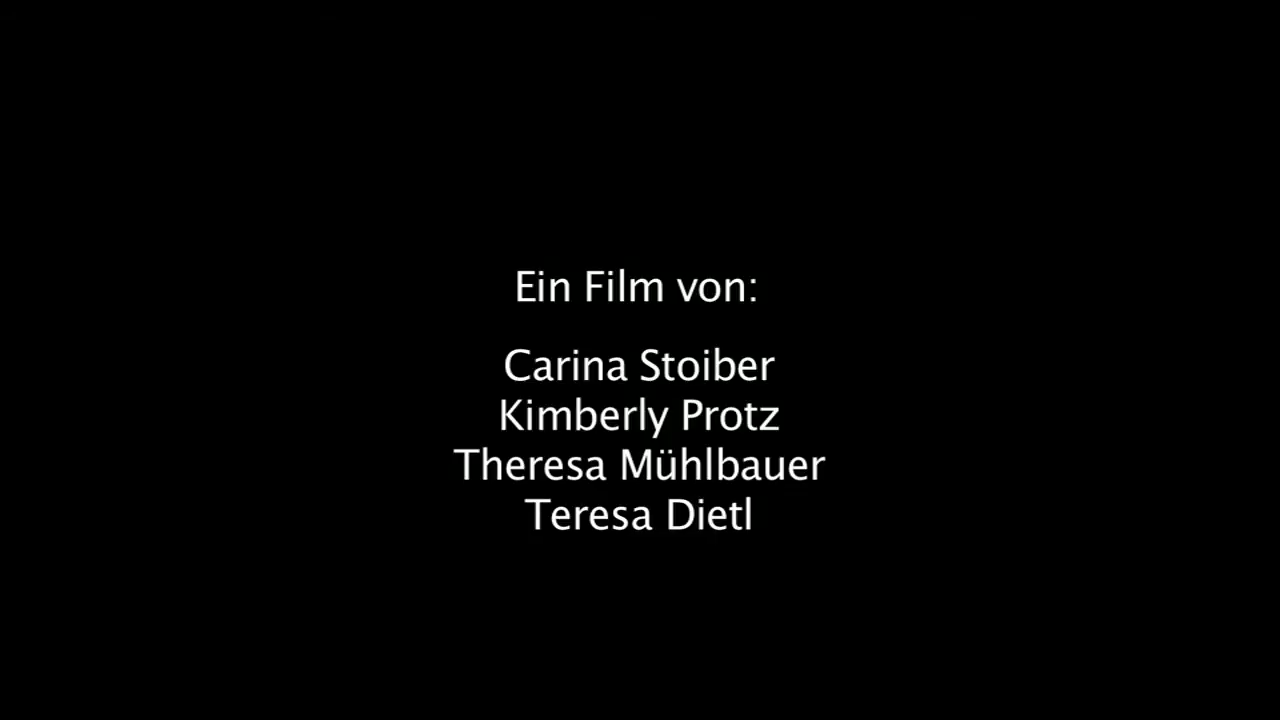 Ein Film von:
Carina Stoiber
Kimberly Protz
Theresa Mühlbauer
Teresa Dietl